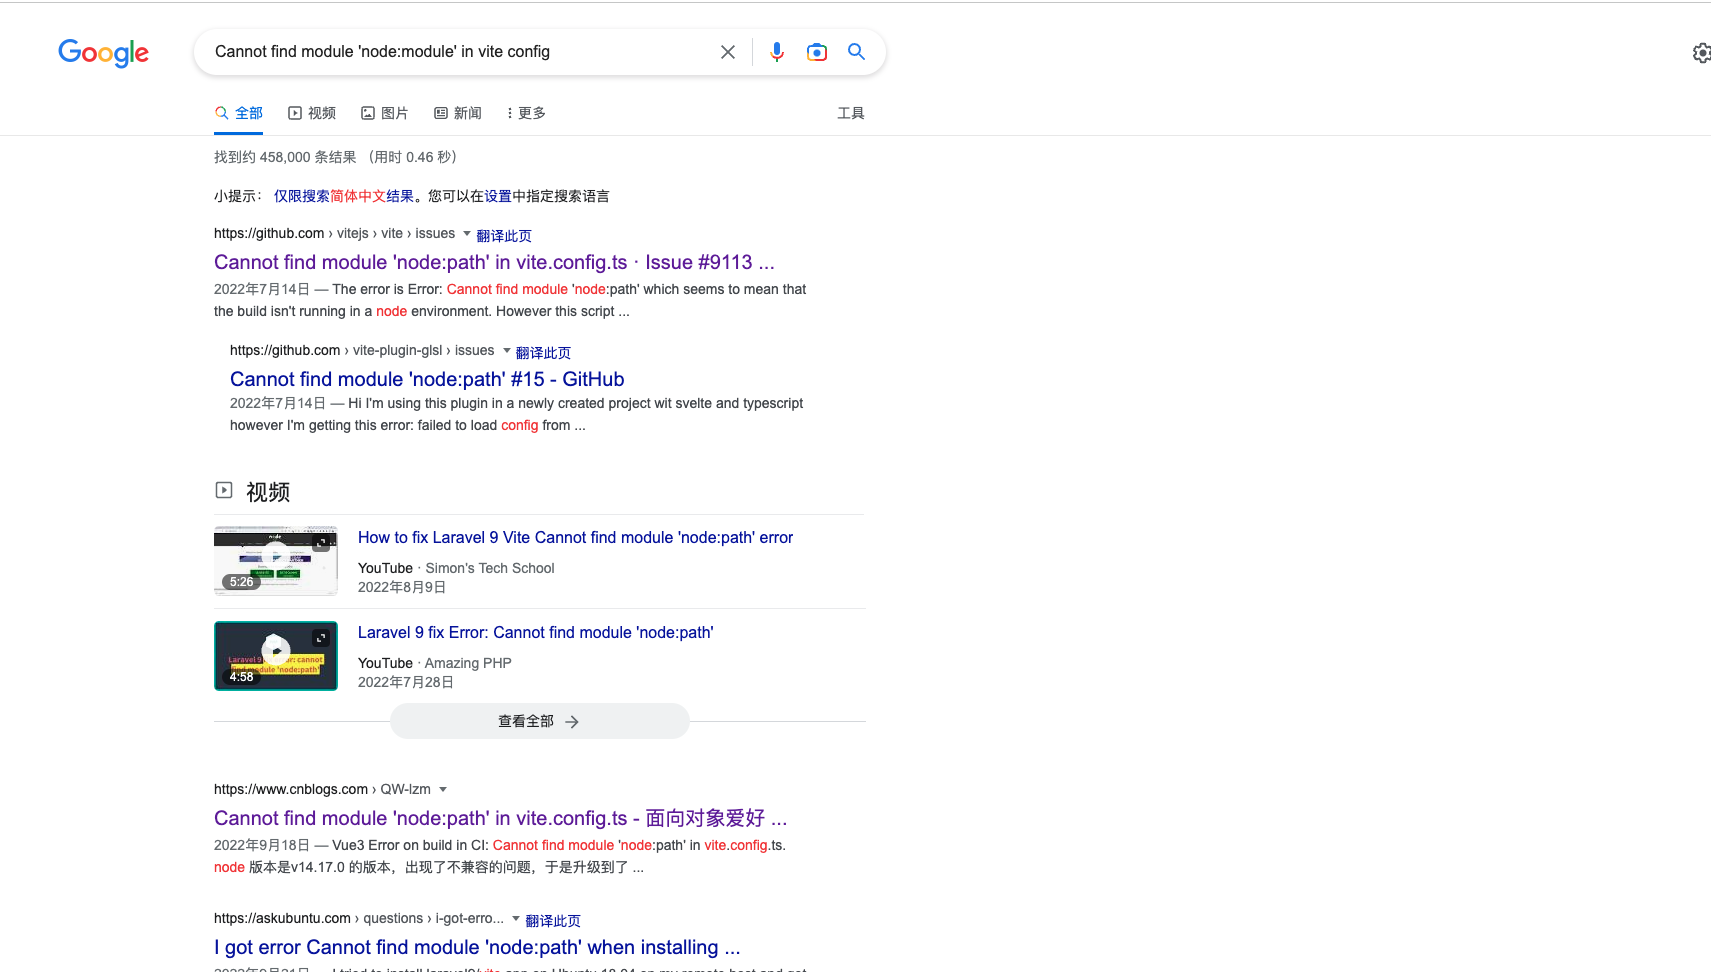 Google
Cannot find module 'node:module' in vite config
全部 视频 图片 新闻 更多 工具
找到约 458,000 条结果 （用时 0.46 秒）
小提示： 仅限搜索简体中文结果。您可以在设置中指定搜索语言
https://github.com › vitejs › vite › issues 翻译此页
Cannot find module 'node:path' in vite.config.ts · Issue #9113 ...
2022年7月14日 — The error is Error: Cannot find module 'node:path' which seems to mean that
the build isn't running in a node environment. However this script ...
https://github.com › vite-plugin-glsl › issues 翻译此页
Cannot find module 'node:path' #15 - GitHub
2022年7月14日 — Hi I'm using this plugin in a newly created project wit svelte and typescript
however I'm getting this error: failed to load config from ...
视频
How to fix Laravel 9 Vite Cannot find module 'node:path' error
YouTube · Simon's Tech School
2022年8月9日
5:26
Laravel 9 fix Error: Cannot find module 'node:path'
YouTube · Amazing PHP
2022年7月28日
4:58
查看全部
https://www.cnblogs.com › QW-lzm
Cannot find module 'node:path' in vite.config.ts - 面向对象爱好 ...
2022年9月18日 — Vue3 Error on build in CI: Cannot find module 'node:path' in vite.config.ts.
node 版本是v14.17.0 的版本，出现了不兼容的问题，于是升级到了 ...
https://askubuntu.com › questions › i-got-erro... 翻译此页
I got error Cannot find module 'node:path' when installing ...